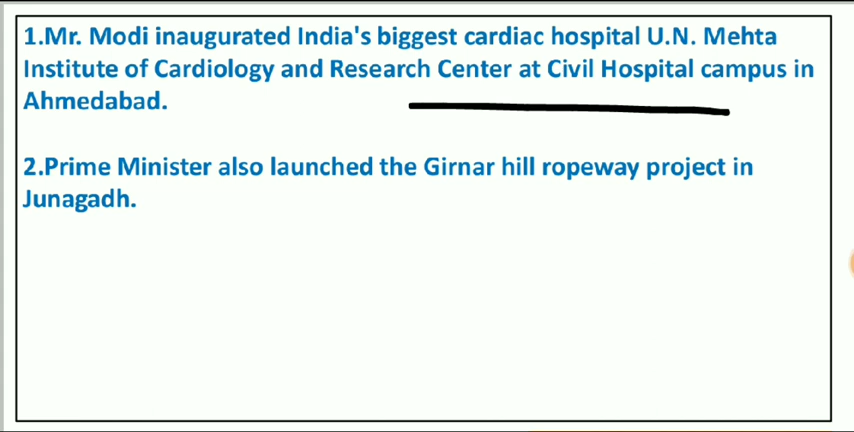 1.Mr. Modi inaugurated India's biggest cardiac hospital U.N. Mehta
Institute of Cardiology and Research Center at Civil Hospital campus in
Ahmedabad.
2.Prime Minister also launched the Girnar hill ropeway project in
Junagadh.